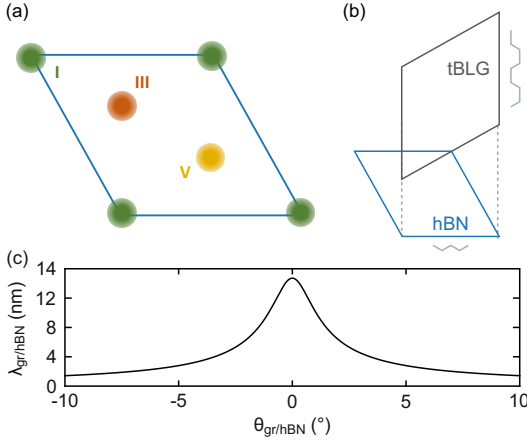 (a)
I
III
V
(b)
tBLG
hBN
(c)
λgr/hBN (nm)
14
12
8
4
0
-10
-5
0
5
10
θgr/hBN (°)